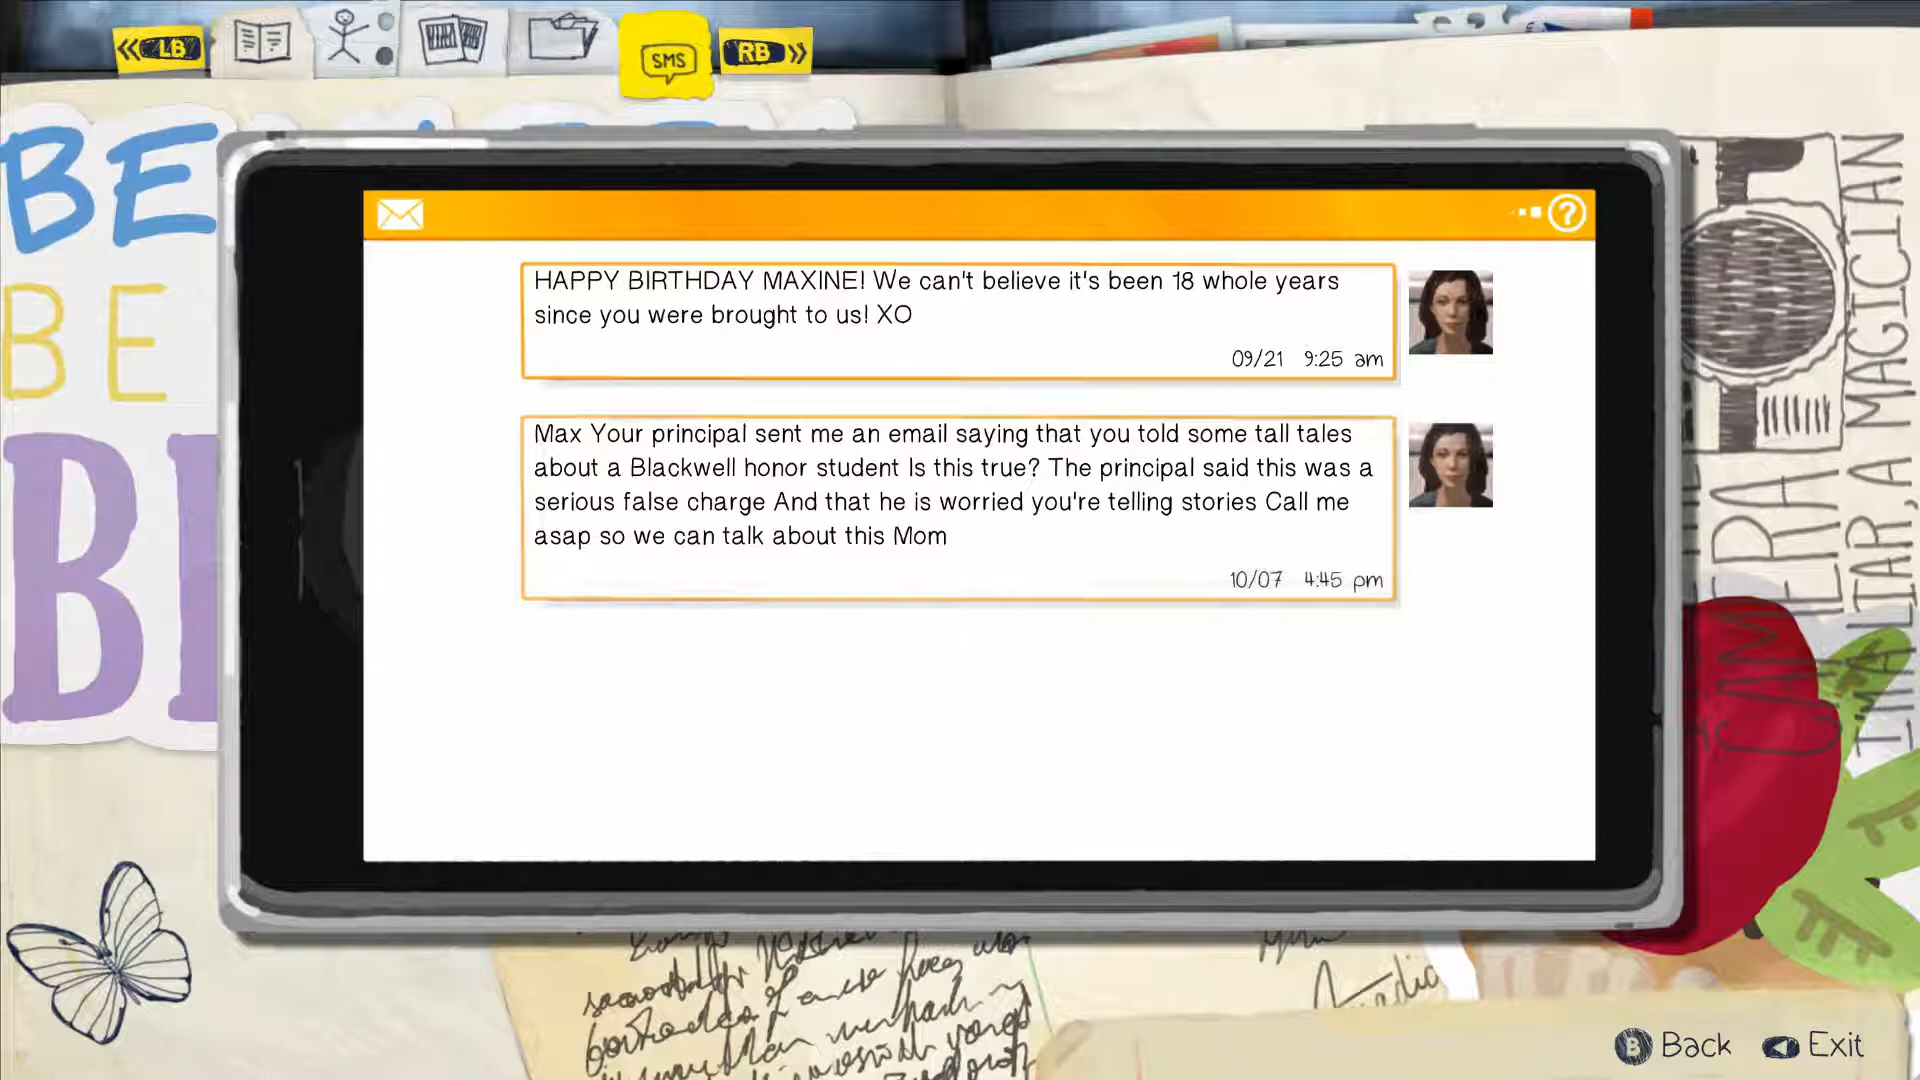 LB
SMS
RB
BE
BE
HAPPY BIRTHDAY MAXINE! We can't believe it's been 18 whole years
since you were brought to us! XO
09/21 9:25 am
Max Your principal sent me an email saying that you told some tall tales
about a Blackwell honor student Is this true? The principal said this was a
serious false charge And that he is worried you're telling stories Call me
asap so we can talk about this Mom
10/07 4:45 pm
?
CAMERA
LIAR, A MAGICIAN
B Back
Exit